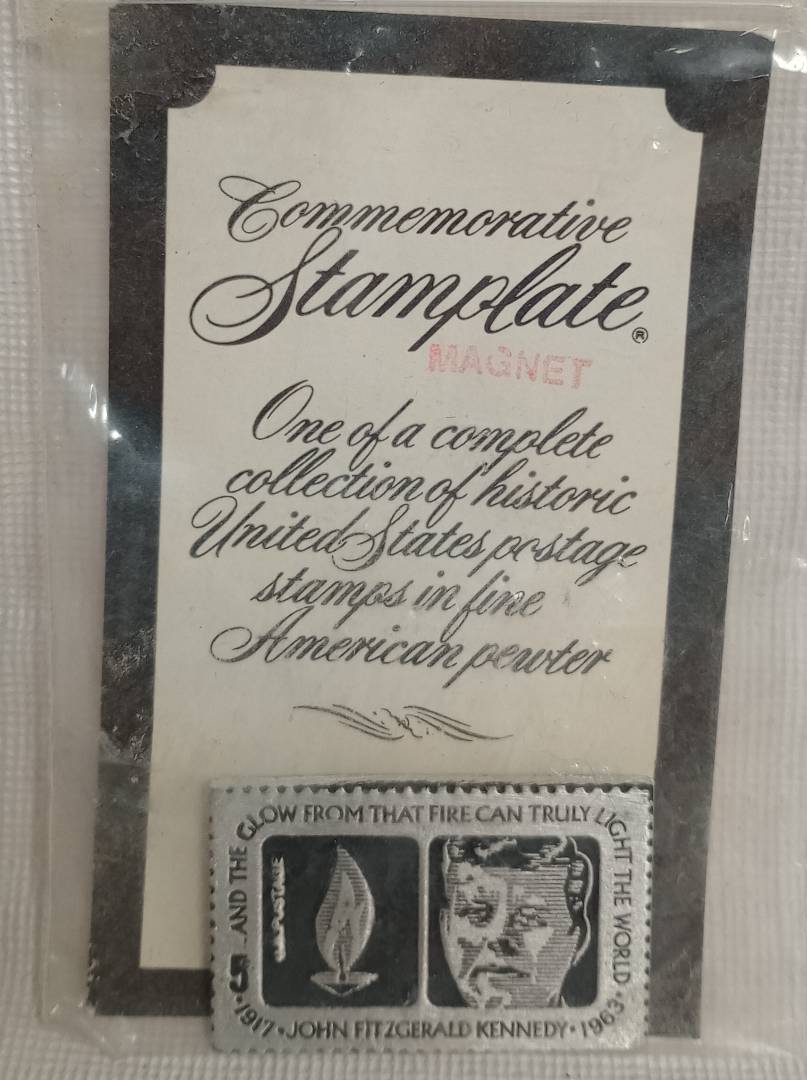 Commemorative
Stamplate®
MAGNET
One of a complete
collection of historic
United States postage
stamps in fine
American pewter
...AND THE GLOW FROM THAT FIRE CAN TRULY LIGHT THE WORLD
U.S. POSTAGE
•1917•JOHN FITZGERALD KENNEDY•1963•